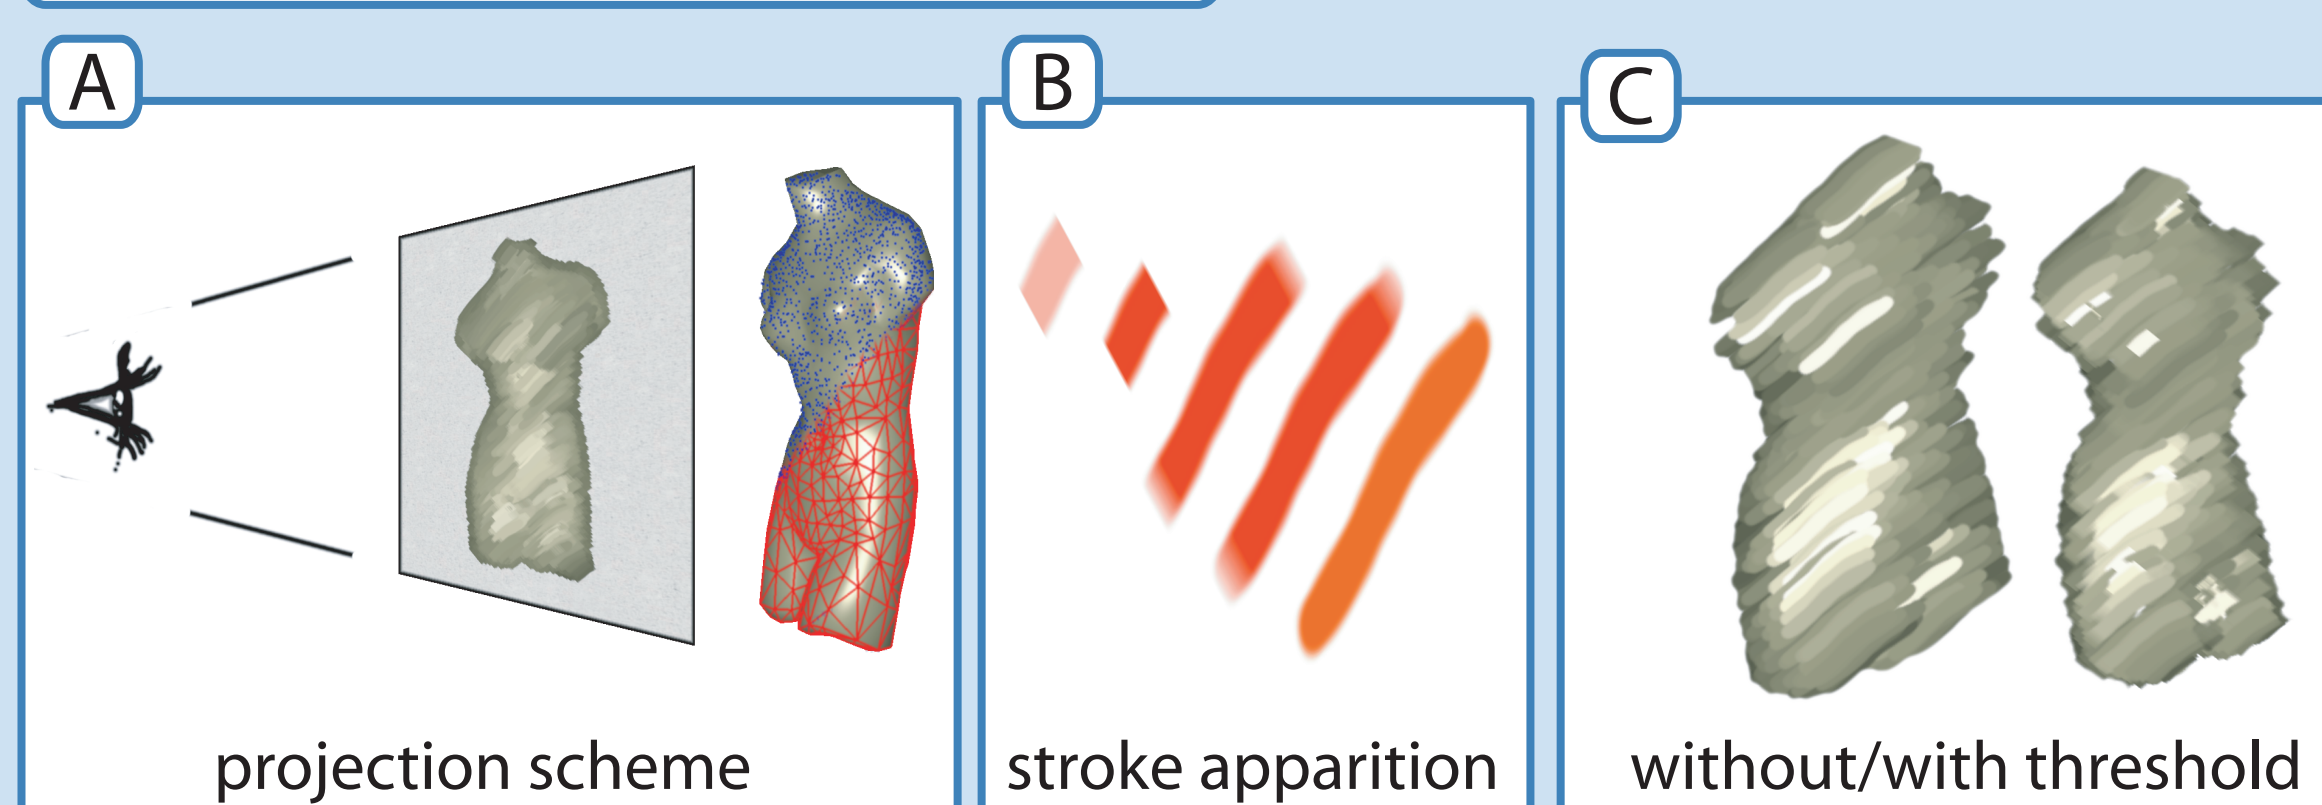 A
B
C
projection scheme
stroke apparition
without/with threshold